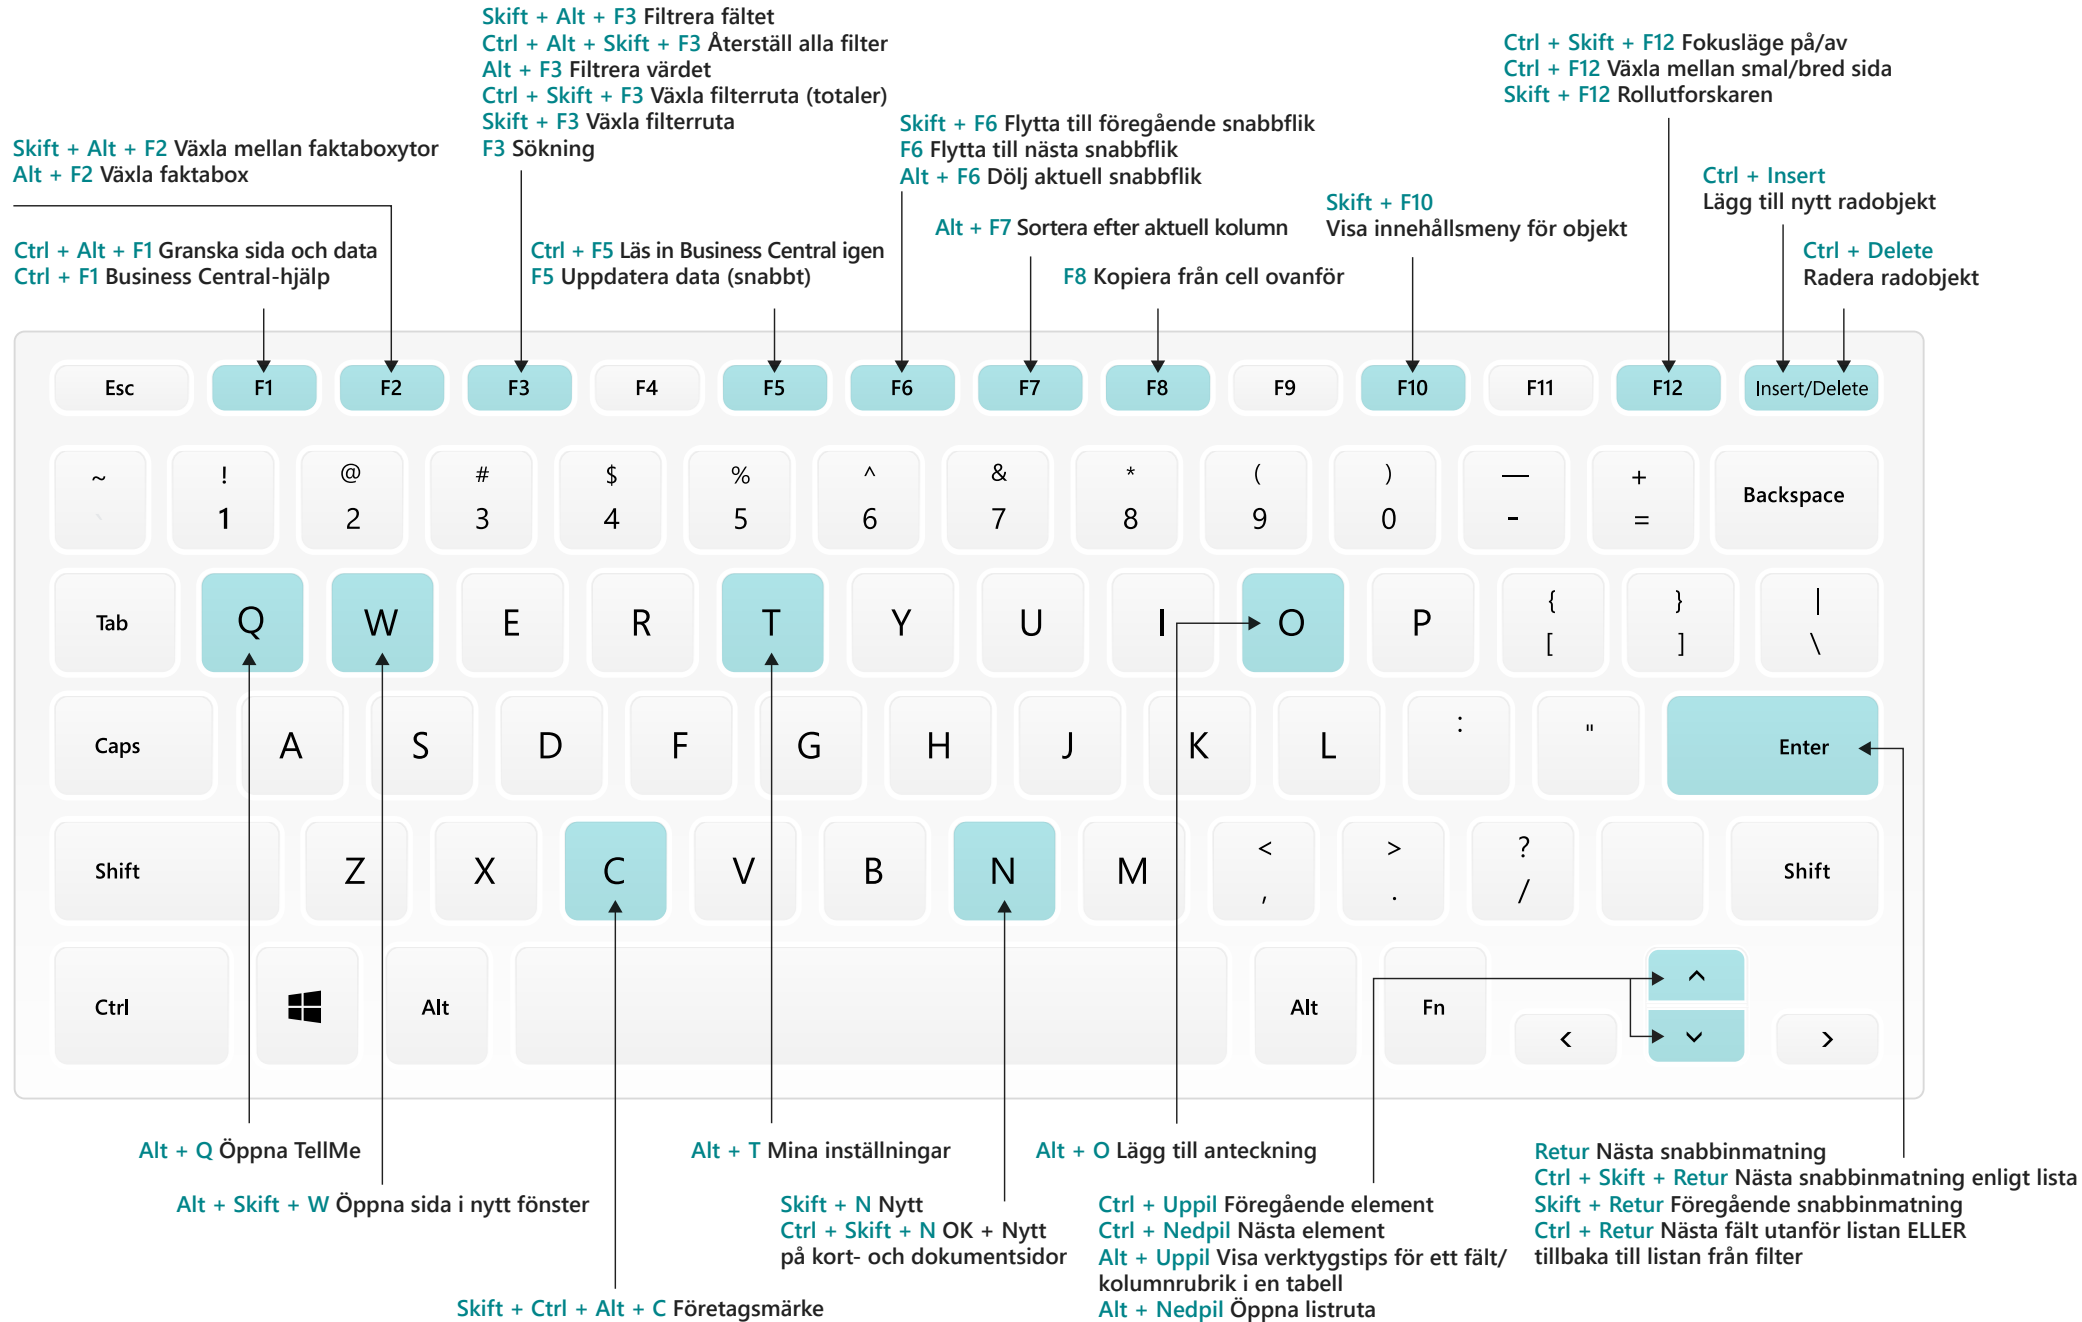 Skift + Alt + F3 Filtrera fältet
Ctrl + Alt + Skift + F3 Återställ alla filter
Alt + F3 Filtrera värdet
Ctrl + Skift + F3 Växla filterruta (totaler)
Skift + F3 Växla filterruta
F3 Sökning
Ctrl + Skift + F12 Fokusläge på/av
Ctrl + F12 Växla mellan smal/bred sida
Skift + F12 Rollutforskaren
Skift + Alt + F2 Växla mellan faktaboxytor
Alt + F2 Växla faktabox
Skift + F6 Flytta till föregående snabbflik
F6 Flytta till nästa snabbflik
Alt + F6 Dölj aktuell snabbflik
Ctrl + Insert
Lägg till nytt radobjekt
Skift + F10
Visa innehållsmeny för objekt
Alt + F7 Sortera efter aktuell kolumn
Ctrl + Alt + F1 Granska sida och data
Ctrl + F1 Business Central-hjälp
Ctrl + F5 Läs in Business Central igen
F5 Uppdatera data (snabbt)
F8 Kopiera från cell ovanför
Ctrl + Delete
Radera radobjekt
Esc F1 F2 F3 F4 F5 F6 F7 F8 F9 F10 F11 F12 Insert/Delete
~ ! @ # $ % ^ & * ( ) — +
` 1 2 3 4 5 6 7 8 9 0 - = Backspace
Tab Q W E R T Y U I O P { [ } ] | \
Caps A S D F G H J K L : " Enter
Shift Z X C V B N M < , > . ? / Shift
Ctrl Alt Alt Fn < ^ ⌄ >
Alt + Q Öppna TellMe
Alt + Skift + W Öppna sida i nytt fönster
Skift + Ctrl + Alt + C Företagsmärke
Alt + T Mina inställningar
Skift + N Nytt
Ctrl + Skift + N OK + Nytt
på kort- och dokumentsidor
Alt + O Lägg till anteckning
Ctrl + Uppil Föregående element
Ctrl + Nedpil Nästa element
Alt + Uppil Visa verktygstips för ett fält/
kolumnrubrik i en tabell
Alt + Nedpil Öppna listruta
Retur Nästa snabbinmatning
Ctrl + Skift + Retur Nästa snabbinmatning enligt lista
Skift + Retur Föregående snabbinmatning
Ctrl + Retur Nästa fält utanför listan ELLER
tillbaka till listan från filter